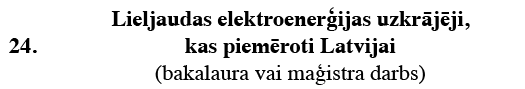 Lieljaudas elektroenerģijas uzkrājēji,
24. kas piemēroti Latvijai
(bakalaura vai maģistra darbs)